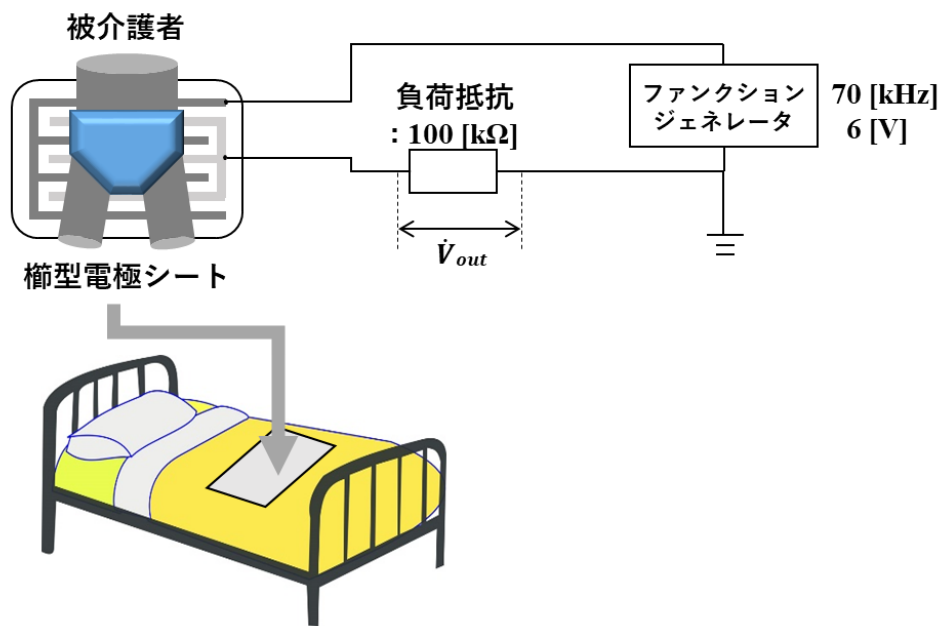 被介護者
負荷抵抗
：100 [kΩ]
ファンクション
ジェネレータ
70 [kHz]
6 [V]
V̇out
櫛型電極シート